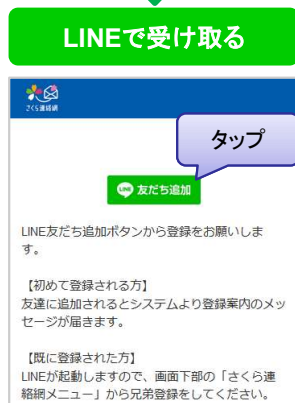 LINEで受け取る
さくら連絡網
タップ
LINE 友だち追加
LINE友だち追加ボタンから登録をお願いしま
す。
【初めて登録される方】
友達に追加されるとシステムより登録案内のメッ
セージが届きます。
【既に登録された方】
LINEが起動しますので、画面下部の「さくら連
絡網メニュー」から兄弟登録をしてください。